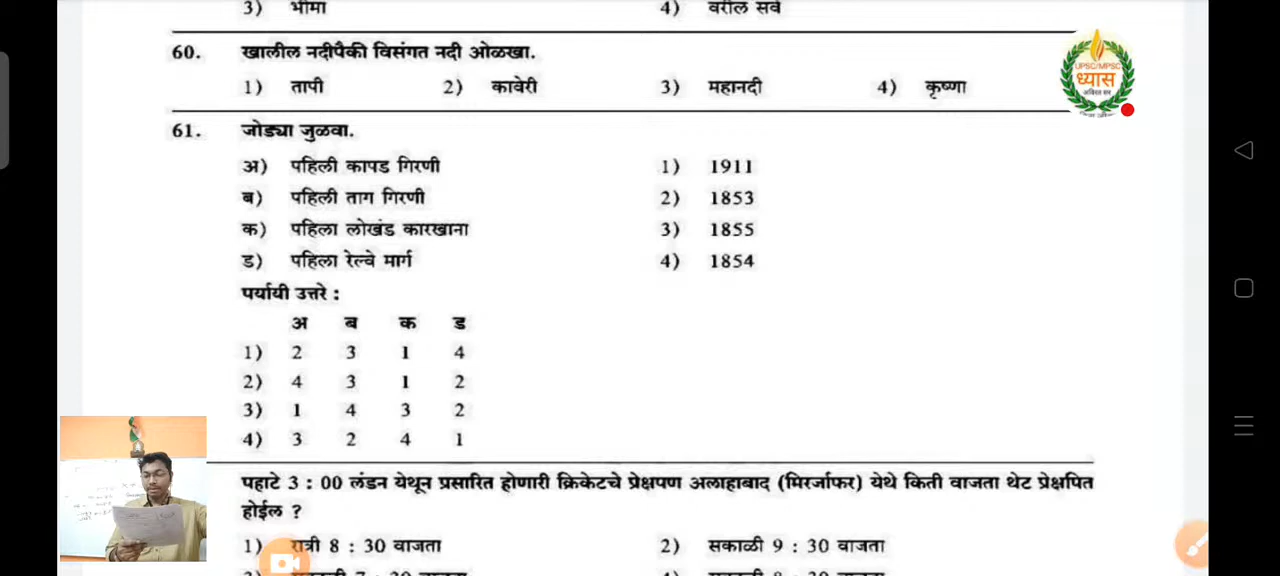 3) भीमा 4) वरील सर्व
60. खालील नदीपैकी विसंगत नदी ओळखा.
1) तापी 2) कावेरी 3) महानदी 4) कृष्णा
UPSC/MPSC
ध्यास
61. जोड्या जुळवा.
अ) पहिली कापड गिरणी 1) 1911
ब) पहिली ताग गिरणी 2) 1853
क) पहिला लोखंड कारखाना 3) 1855
ड) पहिला रेल्वे मार्ग 4) 1854
पर्यायी उत्तरे :
अ ब क ड
1) 2 3 1 4
2) 4 3 1 2
3) 1 4 3 2
4) 3 2 4 1
पहाटे 3 : 00 लंडन येथून प्रसारित होणारी क्रिकेटचे प्रेक्षपण अलाहाबाद (मिरर्जाफर) येथे किती वाजता थेट प्रेक्षपित
होईल ?
1) रात्री 8 : 30 वाजता 2) सकाळी 9 : 30 वाजता